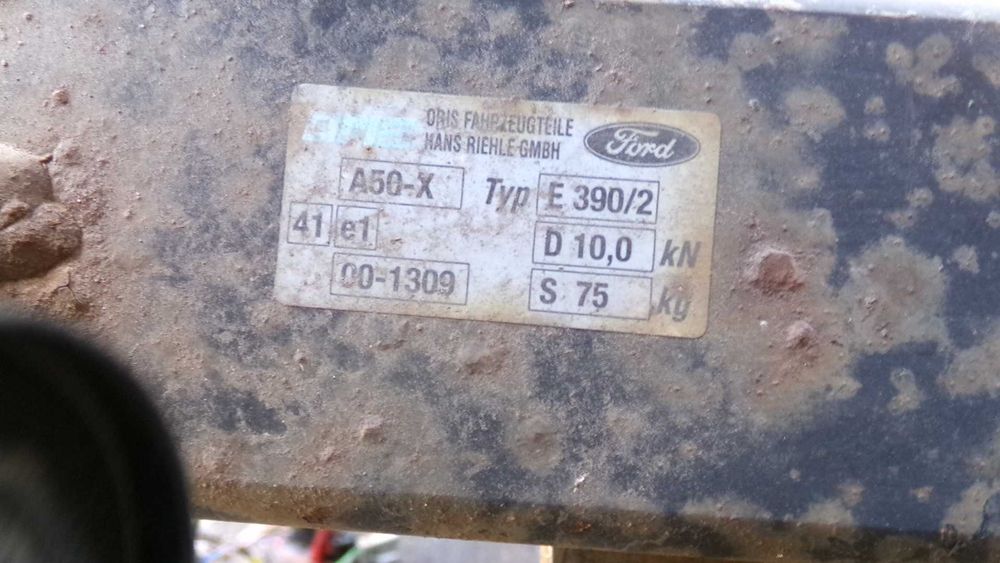 ORIS FAHRZEUGTEILE
HANS RIEHLE GMBH
Ford
A50-X Typ E 390/2
41 e1 D 10,0 kN
00-1309 S 75 kg